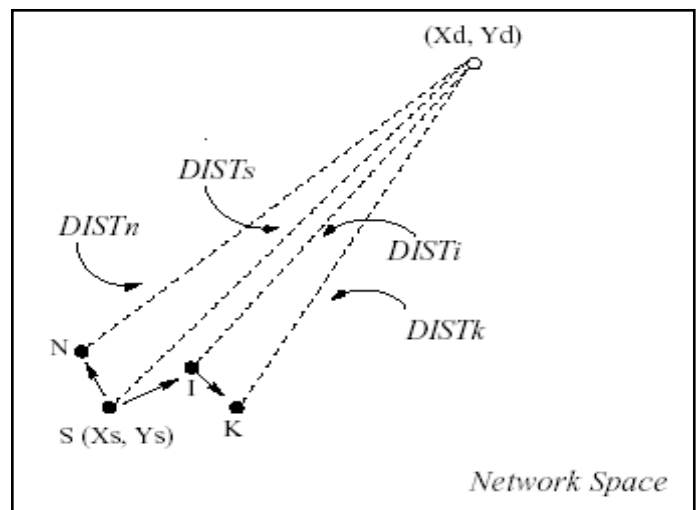 (Xd, Yd)
DISTs
DISTn
DISTi
DISTk
N
I
K
S (Xs, Ys)
Network Space